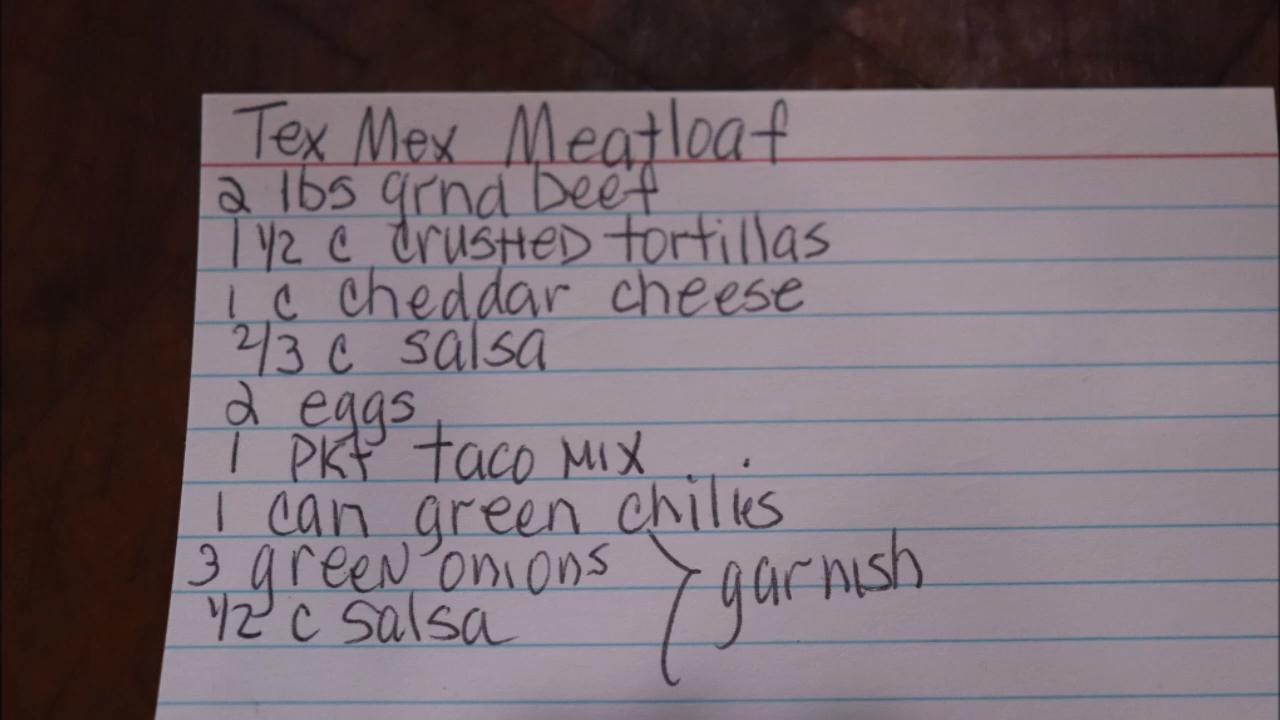 Tex Mex Meatloaf
2 lbs grnd beef
1 1/2 c crusHeD tortillas
1 c cheddar cheese
2/3 c salsa
2 eggs
1 PKt taco MIX
1 can green chilies
3 greeN onions
1/2 c salsa
garnish